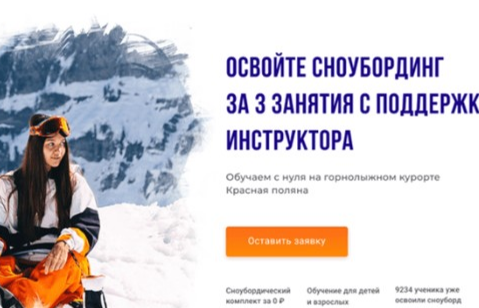 ОСВОЙТЕ СНОУБОРДИНГ
ЗА 3 ЗАНЯТИЯ С ПОДДЕРЖК
ИНСТРУКТОРА
Обучаем с нуля на горнолыжном курорте
Красная поляна
Оставить заявку
Сноубордический
комплект за 0 ₽
Обучение для детей
и взрослых
9234 ученика уже
освоили сноуборд